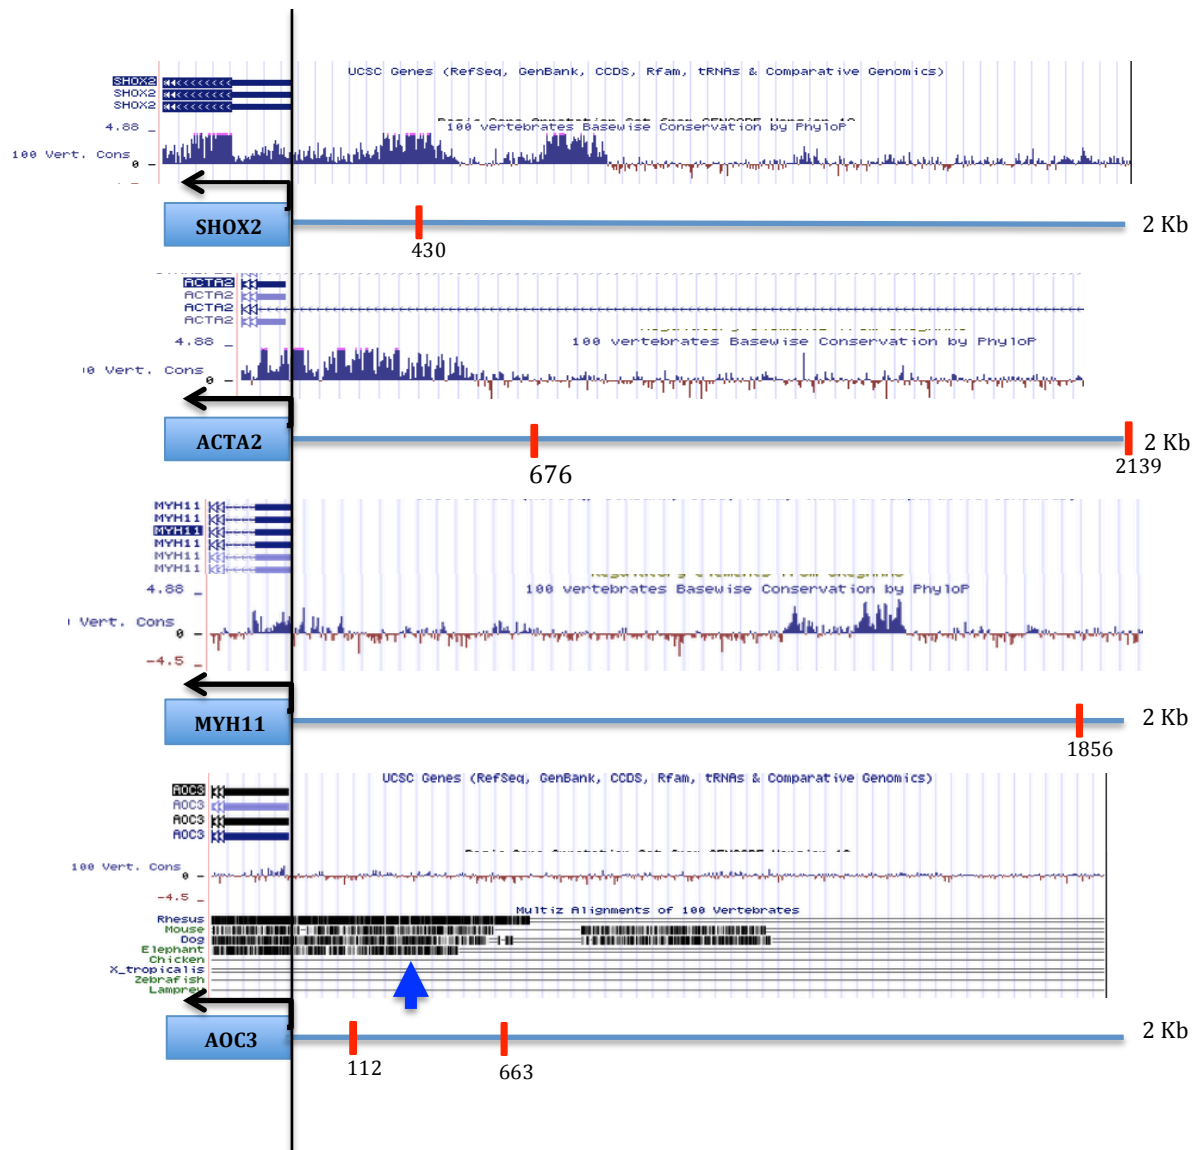 UCSC Genes (RefSeq, GenBank, CCDS, Rfam, tRNAs & Comparative Genomics)
SHOX2
SHOX2
SHOX2
4.88 _
100 vertebrates Basewise Conservation by PhyloP
100 Vert. Cons
0 –
SHOX2
2 Kb
430
ACTA2
ACTA2
ACTA2
ACTA2
4.88 _
100 vertebrates Basewise Conservation by PhyloP
Vert. Cons
0 –
ACTA2
2 Kb
676
2139
MYH11
MYH11
MYH11
MYH11
MYH11
MYH11
4.88 _
100 vertebrates Basewise Conservation by PhyloP
Vert. Cons
0 –
-4.5 _
MYH11
2 Kb
1856
UCSC Genes (RefSeq, GenBank, CCDS, Rfam, tRNAs & Comparative Genomics)
AOC3
AOC3
AOC3
AOC3
100 Vert. Cons
0 –
-4.5 _
Multiz Alignments of 100 Vertebrates
Rhesus
Mouse
Dog
Elephant
Chicken
X_tropicalis
Zebrafish
Lamprey
AOC3
2 Kb
112
663